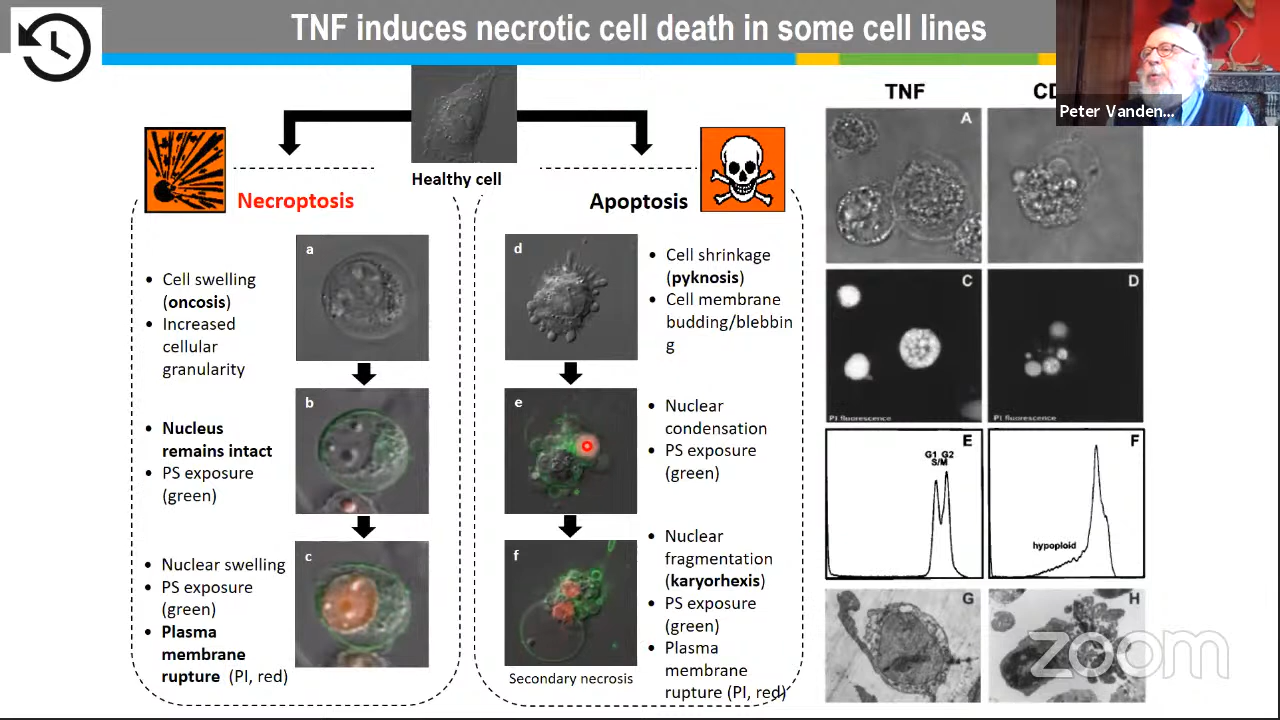 TNF induces necrotic cell death in some cell lines
Peter Vanden...
Healthy cell
Necroptosis
a
Cell swelling
(oncosis)
Increased
cellular
granularity
b
Nucleus
remains intact
PS exposure
(green)
c
Nuclear swelling
PS exposure
(green)
Plasma
membrane
rupture (PI, red)
Apoptosis
d
Cell shrinkage
(pyknosis)
Cell membrane
budding/blebbin
g
e
Nuclear
condensation
PS exposure
(green)
f
Nuclear
fragmentation
(karyorhexis)
PS exposure
(green)
Plasma
membrane
rupture (PI, red)
Secondary necrosis
TNF
CD
A
C
PI fluorescence
D
PI fluorescence
E
G1 G2
S/M
F
hypoploid
G
H
zoom